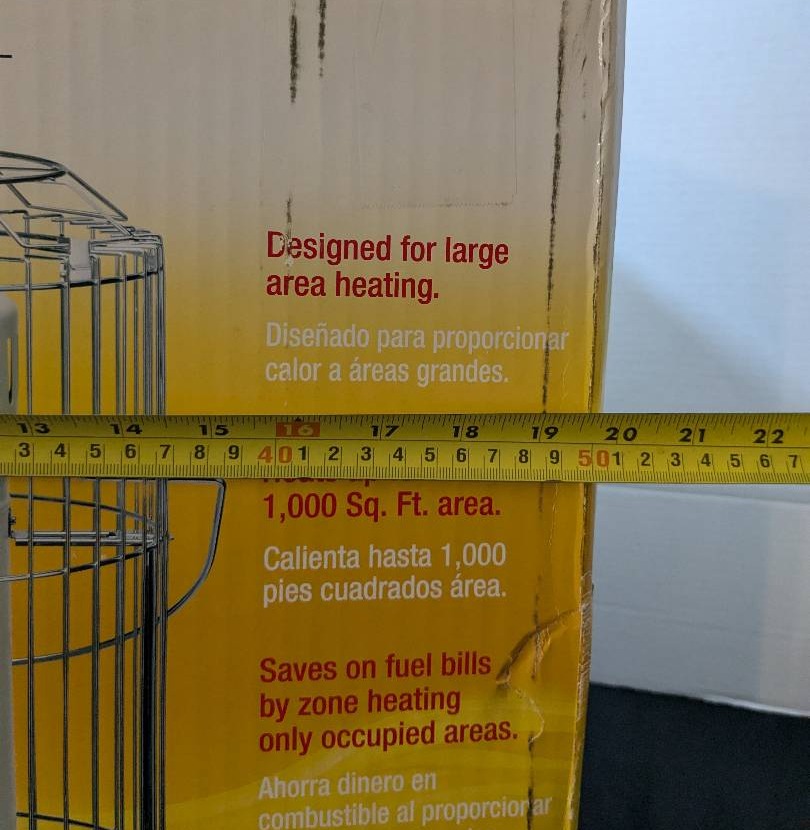 Designed for large
area heating.
Diseñado para proporcionar
calor a áreas grandes.
13 14 15 16 17 18 19 20 21 22
3 4 5 6 7 8 9 40 1 2 3 4 5 6 7 8 9 50 1 2 3 4 5 6 7
1,000 Sq. Ft. area.
Calienta hasta 1,000
pies cuadrados área.
Saves on fuel bills
by zone heating
only occupied areas.
Ahorra dinero en
combustible al proporcionar